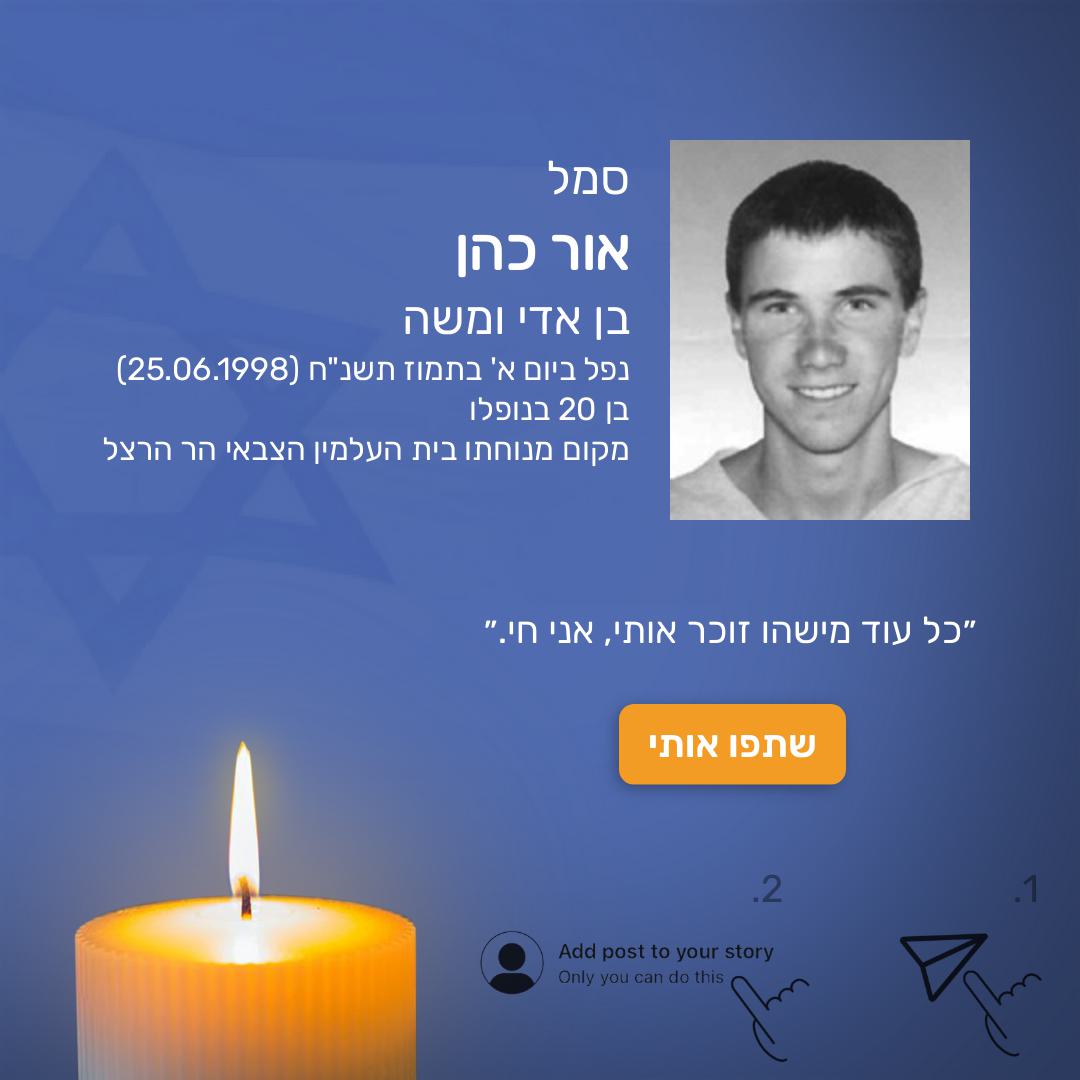 סמל
אור כהן
בן אדי ומשה
נפל ביום א' בתמוז תשנ"ח (25.06.1998)
בן 20 בנופלו
מקום מנוחתו בית העלמין הצבאי הר הרצל
״כל עוד מישהו זוכר אותי, אני חי.״
שתפו אותי
.1
.2
Add post to your story
Only you can do this